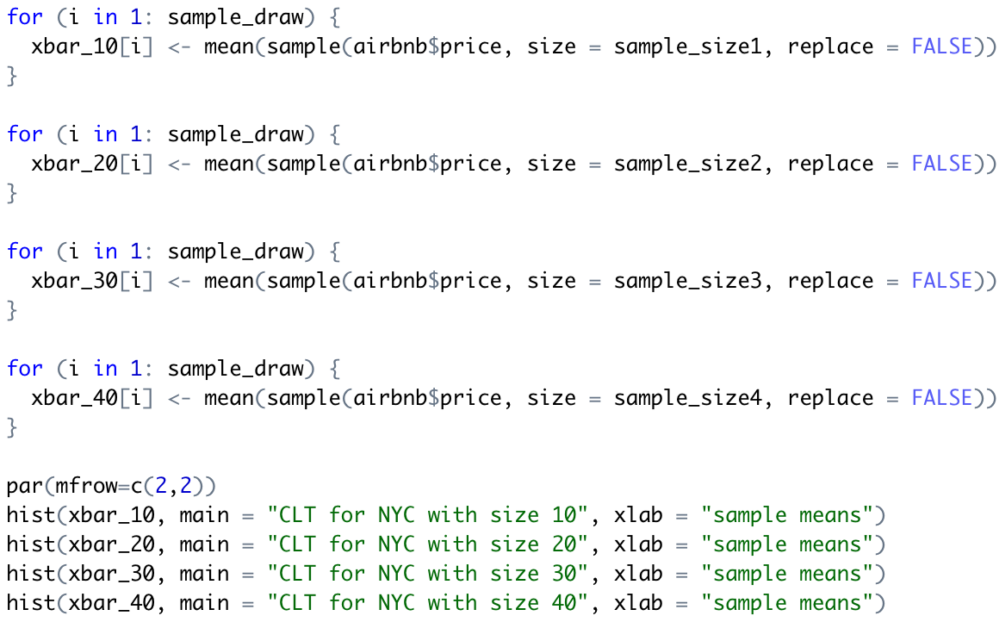 for (i in 1: sample_draw) {
  xbar_10[i] <- mean(sample(airbnb$price, size = sample_size1, replace = FALSE))
}

for (i in 1: sample_draw) {
  xbar_20[i] <- mean(sample(airbnb$price, size = sample_size2, replace = FALSE))
}

for (i in 1: sample_draw) {
  xbar_30[i] <- mean(sample(airbnb$price, size = sample_size3, replace = FALSE))
}

for (i in 1: sample_draw) {
  xbar_40[i] <- mean(sample(airbnb$price, size = sample_size4, replace = FALSE))
}

par(mfrow=c(2,2))
hist(xbar_10, main = "CLT for NYC with size 10", xlab = "sample means")
hist(xbar_20, main = "CLT for NYC with size 20", xlab = "sample means")
hist(xbar_30, main = "CLT for NYC with size 30", xlab = "sample means")
hist(xbar_40, main = "CLT for NYC with size 40", xlab = "sample means")